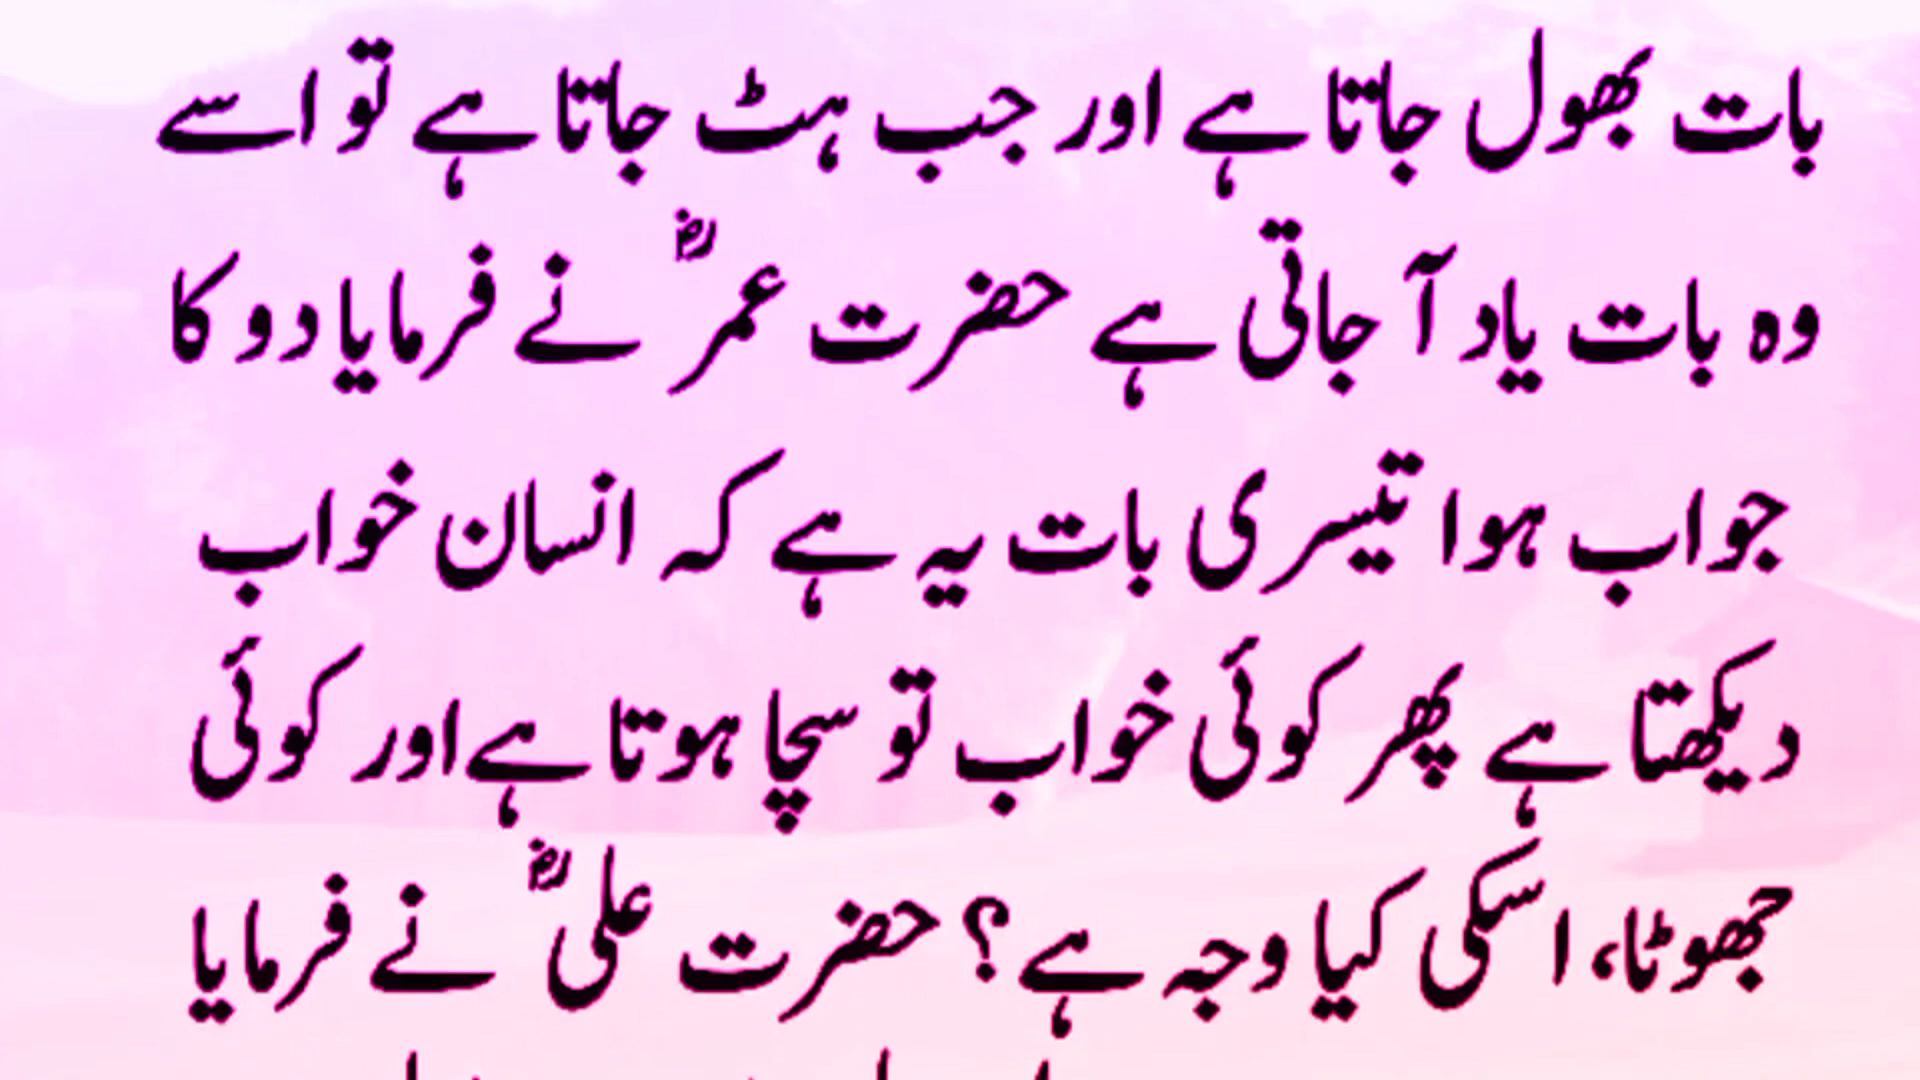 بات بھول جاتا ہے اور جب ہٹ جاتا ہے تو اسے
وہ بات یاد آ جاتی ہے حضرت عمرؓ نے فرمایا دو کا
جواب ہوا تیسری بات یہ ہے کہ انسان خواب
دیکھتا ہے پھر کوئی خواب تو سچا ہوتا ہے اور کوئی
جھوٹا، اسکی کیا وجہ ہے؟ حضرت علیؓ نے فرمایا